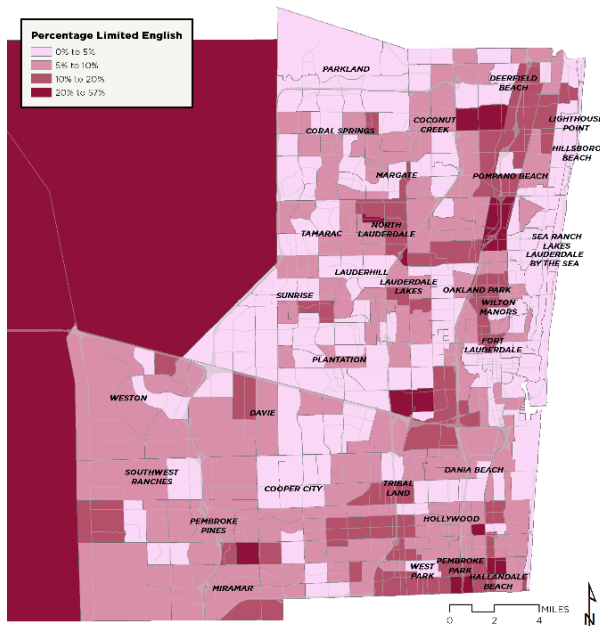 Percentage Limited English
0% to 5%
5% to 10%
10% to 20%
20% to 57%
PARKLAND
DEERFIELD
BEACH
COCONUT
CREEK
LIGHTHOUSE
POINT
CORAL SPRINGS
HILLSBORO
BEACH
MARGATE
POMPANO BEACH
NORTH
LAUDERDALE
TAMARAC
SEA RANCH
LAKES
LAUDERDALE
BY THE SEA
LAUDERHILL
LAUDERDALE
LAKES
OAKLAND PARK
SUNRISE
WILTON
MANORS
FORT
LAUDERDALE
PLANTATION
WESTON
DAVIE
DANIA BEACH
SOUTHWEST
RANCHES
COOPER CITY
TRIBAL
LAND
PEMBROKE
PINES
HOLLYWOOD
WEST
PARK
PEMBROKE
PARK
HALLANDALE
BEACH
MIRAMAR
MILES
0 2 4
N